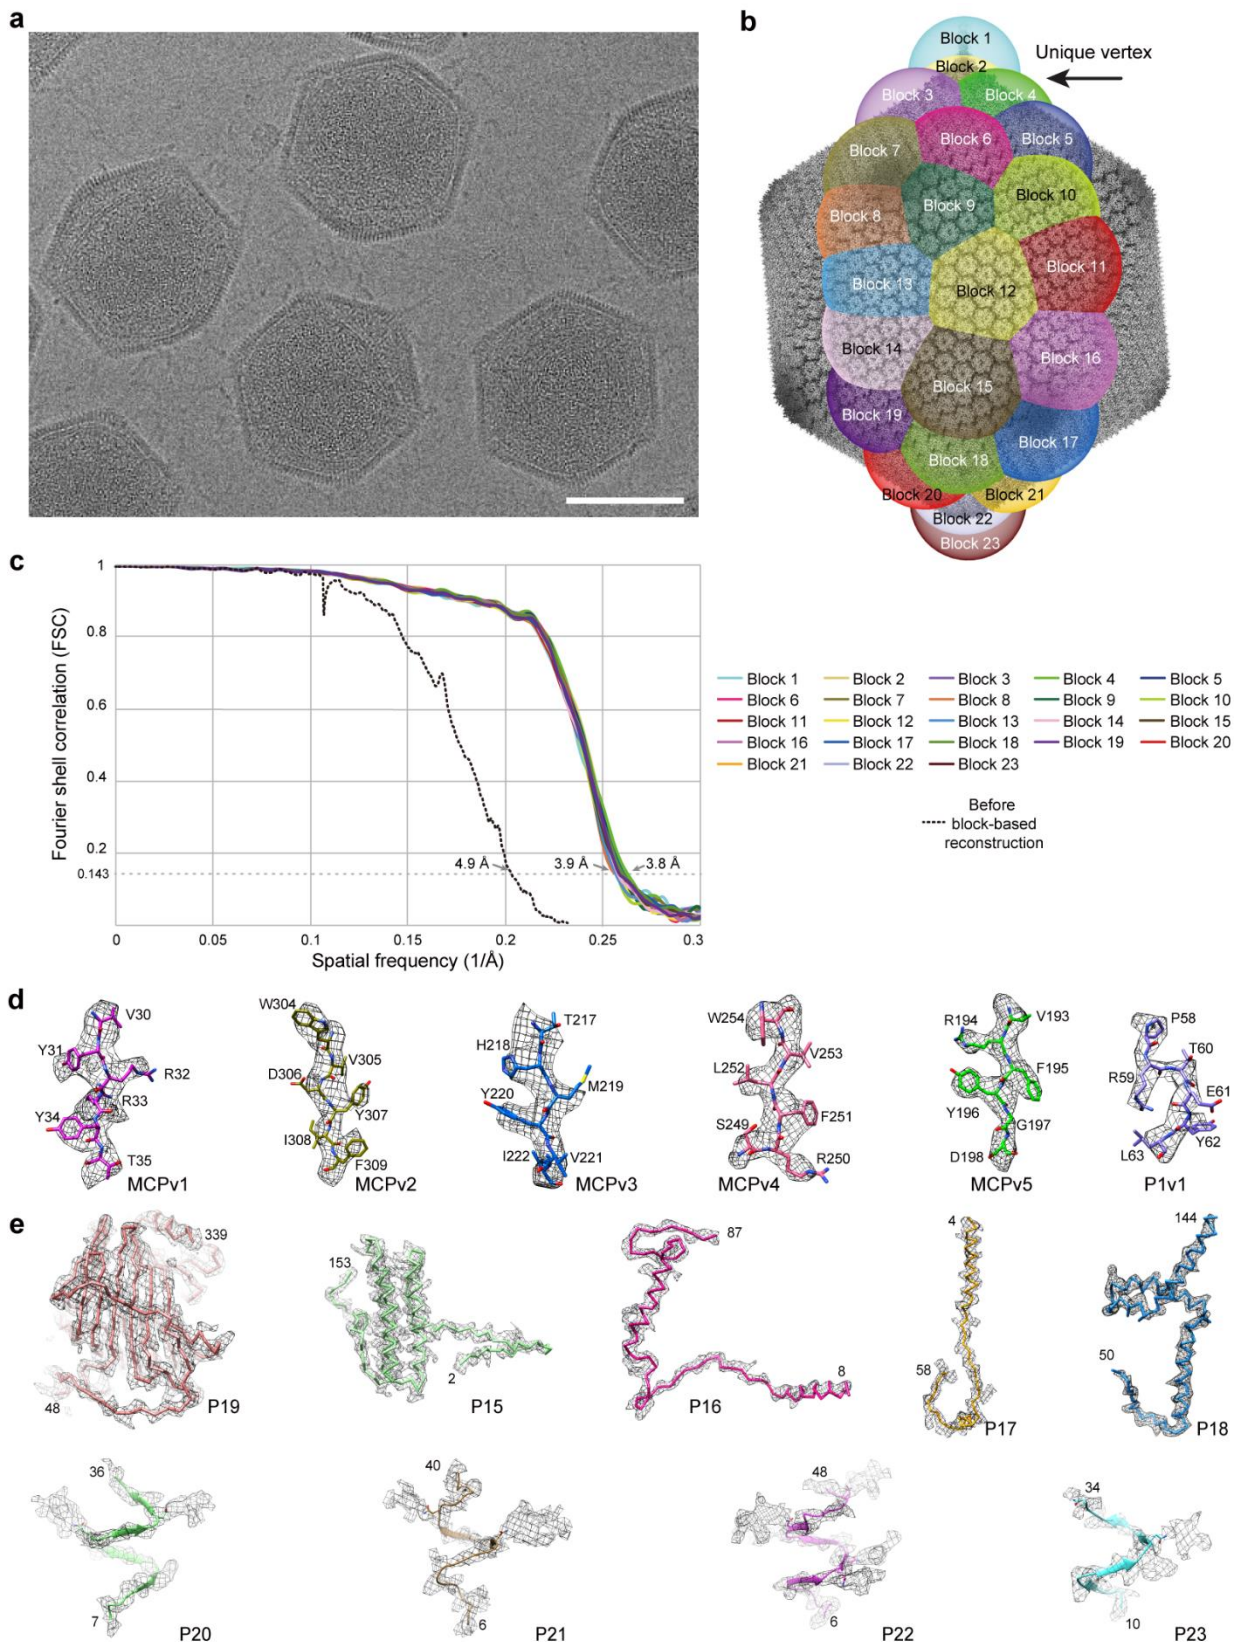 a
b
Block 1
Block 2
Unique vertex
Block 3
Block 4
Block 5
Block 6
Block 7
Block 8
Block 9
Block 10
Block 11
Block 12
Block 13
Block 14
Block 15
Block 16
Block 17
Block 18
Block 19
Block 20
Block 21
Block 22
Block 23
c
Fourier shell correlation (FSC)
1
0.8
0.6
0.4
0.2
0.143
4.9 Å
3.9 Å
3.8 Å
0
0.05
0.1
0.15
0.2
0.25
0.3
Spatial frequency (1/Å)
Block 1 Block 2 Block 3 Block 4 Block 5
Block 6 Block 7 Block 8 Block 9 Block 10
Block 11 Block 12 Block 13 Block 14 Block 15
Block 16 Block 17 Block 18 Block 19 Block 20
Block 21 Block 22 Block 23
Before
block-based
reconstruction
d
V30
Y31
R32
R33
Y34
T35
MCPv1
W304
V305
D306
Y307
I308
F309
MCPv2
T217
H218
M219
Y220
I222
V221
MCPv3
W254
V253
L252
F251
S249
R250
MCPv4
R194
V193
F195
Y196
G197
D198
MCPv5
P58
T60
R59
E61
Y62
L63
P1v1
e
339
48
P19
153
2
P15
87
8
P16
4
58
P17
144
50
P18
36
7
P20
40
6
P21
48
6
P22
34
10
P23